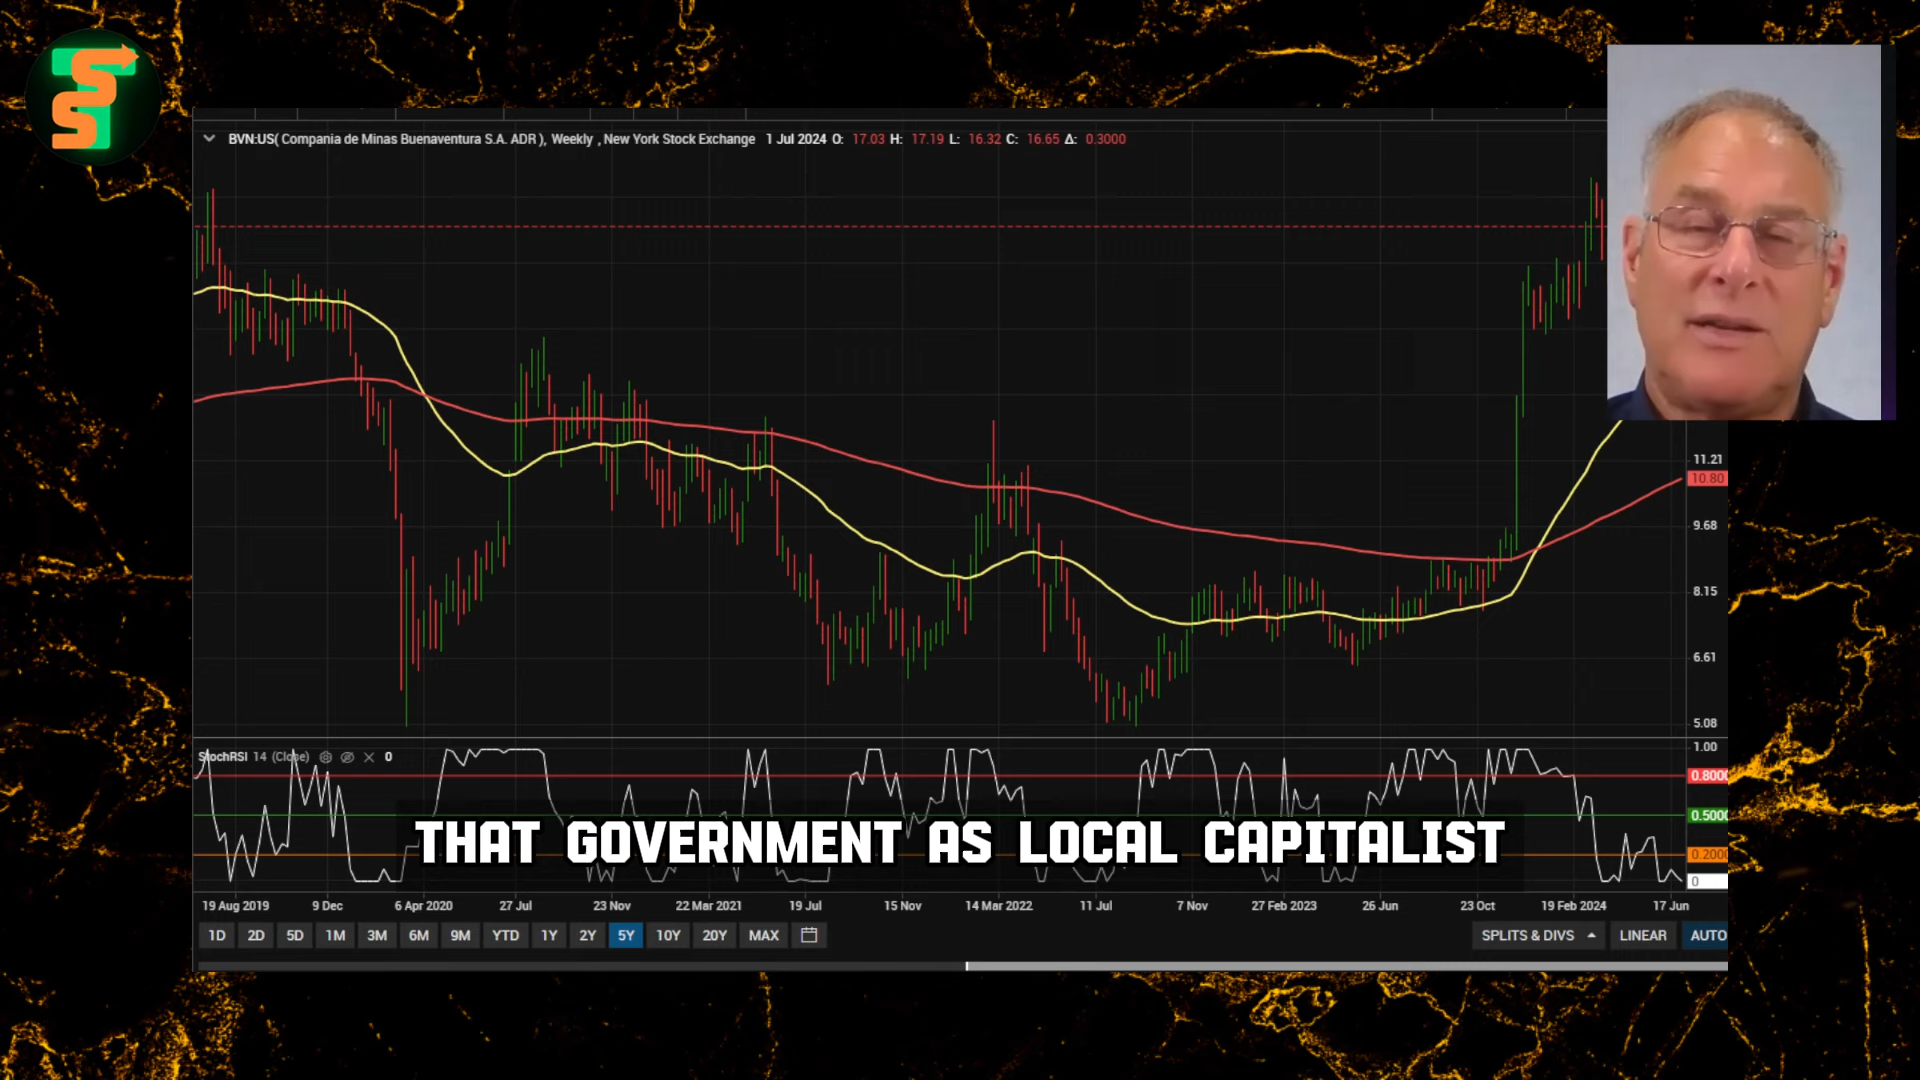 SST
BVN:US( Compania de Minas Buenaventura S.A. ADR ), Weekly , New York Stock Exchange 1 Jul 2024 O: 17.03 H: 17.19 L: 16.32 C: 16.65 Δ: 0.3000
11.21
10.80
9.68
8.15
6.61
5.08
StochRSI 14 (Close) 0
1.00
0.8000
0.5000
0.2000
0
THAT GOVERNMENT AS LOCAL CAPITALIST
19 Aug 2019 9 Dec 6 Apr 2020 27 Jul 23 Nov 22 Mar 2021 19 Jul 15 Nov 14 Mar 2022 11 Jul 7 Nov 27 Feb 2023 26 Jun 23 Oct 19 Feb 2024 17 Jun
1D 2D 5D 1M 3M 6M 9M YTD 1Y 2Y 5Y 10Y 20Y MAX SPLITS & DIVS LINEAR AUTO